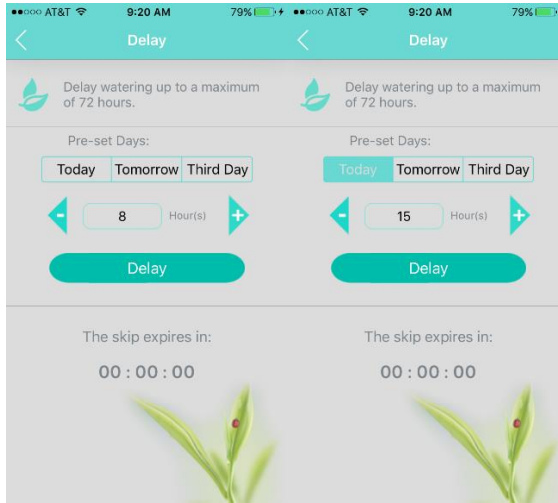 AT&T 9:20 AM 79%
Delay
Delay watering up to a maximum
of 72 hours.
Pre-set Days:
Today Tomorrow Third Day
- 8 Hour(s) +
Delay
The skip expires in:
00 : 00 : 00
AT&T 9:20 AM 79%
Delay
Delay watering up to a maximum
of 72 hours.
Pre-set Days:
Today Tomorrow Third Day
- 15 Hour(s) +
Delay
The skip expires in:
00 : 00 : 00